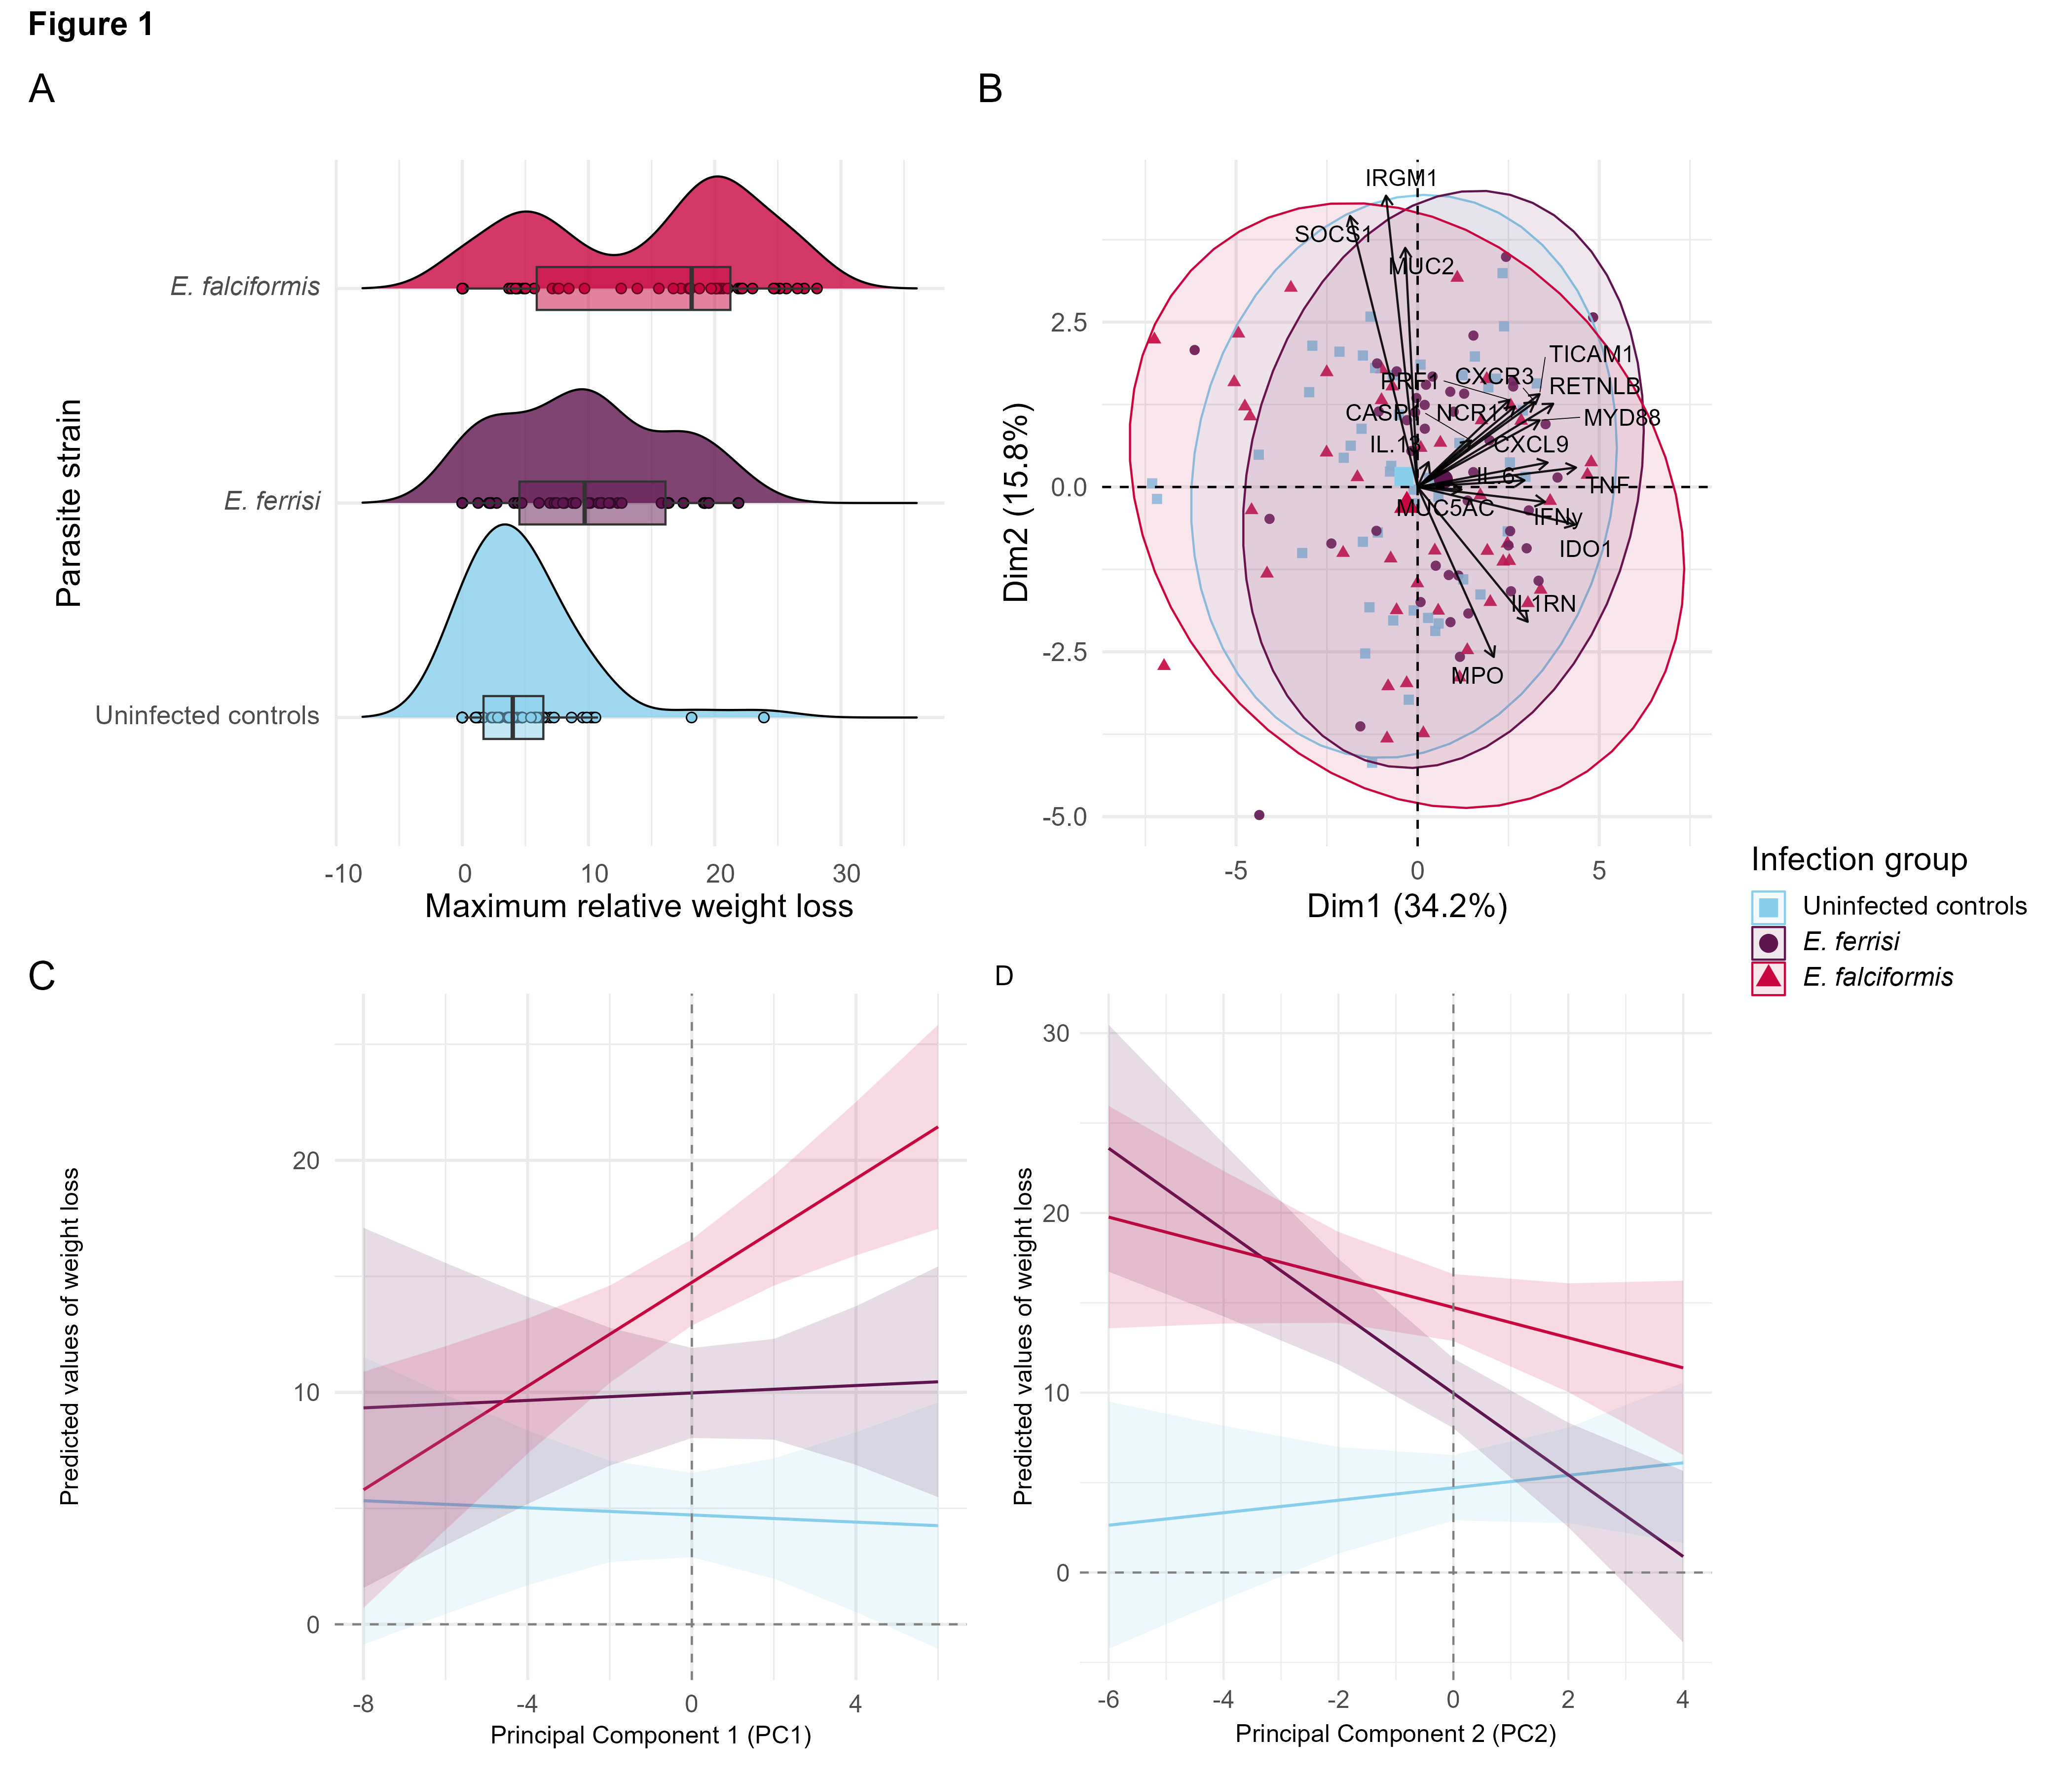 Figure 1
A
Parasite strain
E. falciformis
E. ferrisi
Uninfected controls
-10 0 10 20 30
Maximum relative weight loss
B
Dim2 (15.8%)
2.5
0.0
-2.5
-5.0
IRGM1
SOCS1
MUC2
TICAM1
PRF1 CXCR3 RETNLB
CASP1 NCR1 MYD88
IL.13 CXCL9
IL.6 TNF
MUC5AC IFNy
IDO1
IL1RN
MPO
-5 0 5
Dim1 (34.2%)
Infection group
Uninfected controls
E. ferrisi
E. falciformis
C
Predicted values of weight loss
20
10
0
-8 -4 0 4
Principal Component 1 (PC1)
D
Predicted values of weight loss
30
20
10
0
-6 -4 -2 0 2 4
Principal Component 2 (PC2)